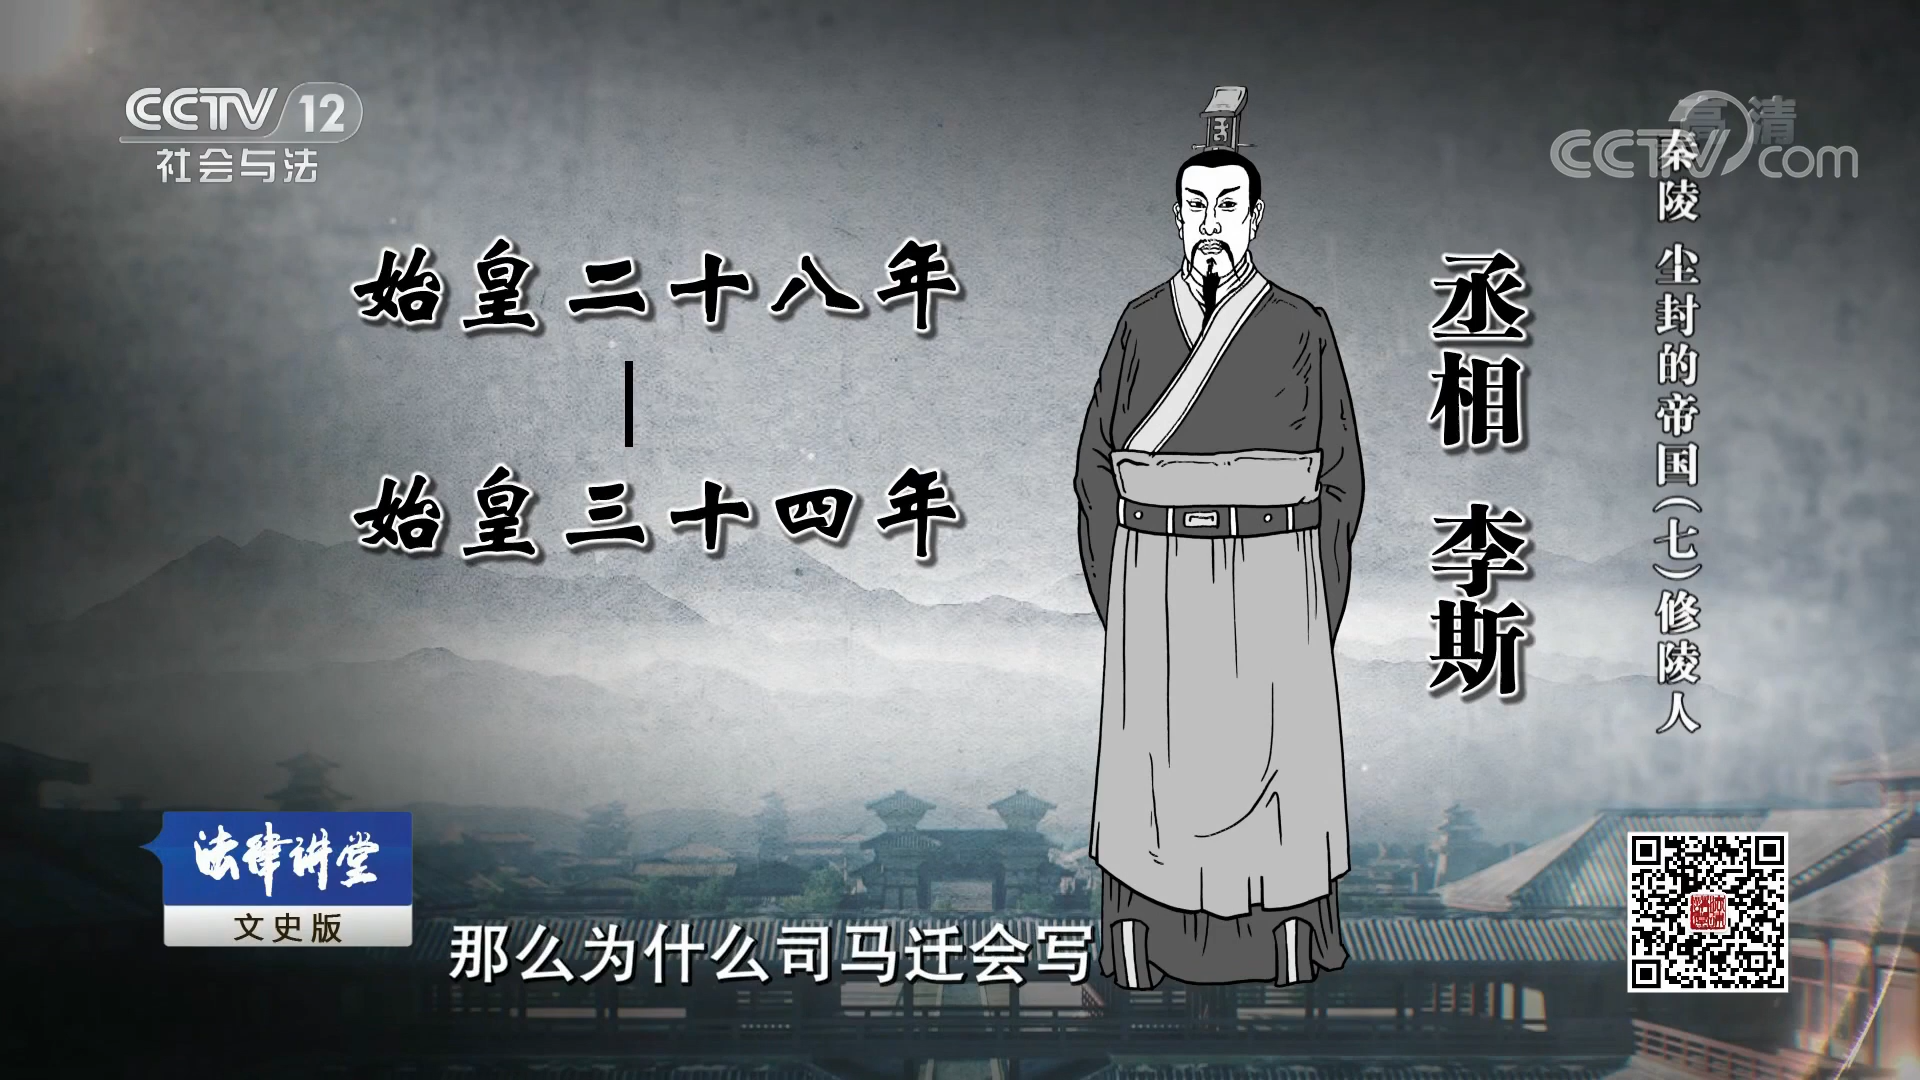 CCTV 12
社会与法
高清
CCTV com
始皇二十八年
始皇三十四年
丞相 李斯
秦陵 尘封的帝国(七)修陵人
法律讲堂
文史版
那么为什么司马迁会写